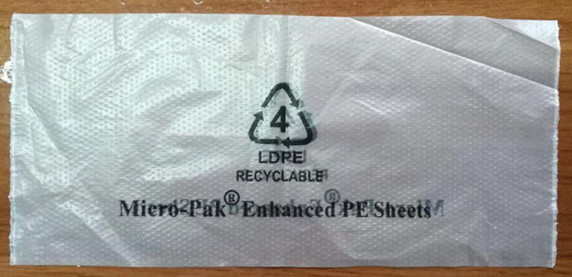 4
LDPE
RECYCLABLE
Micro-Pak® Enhanced® PE Sheets